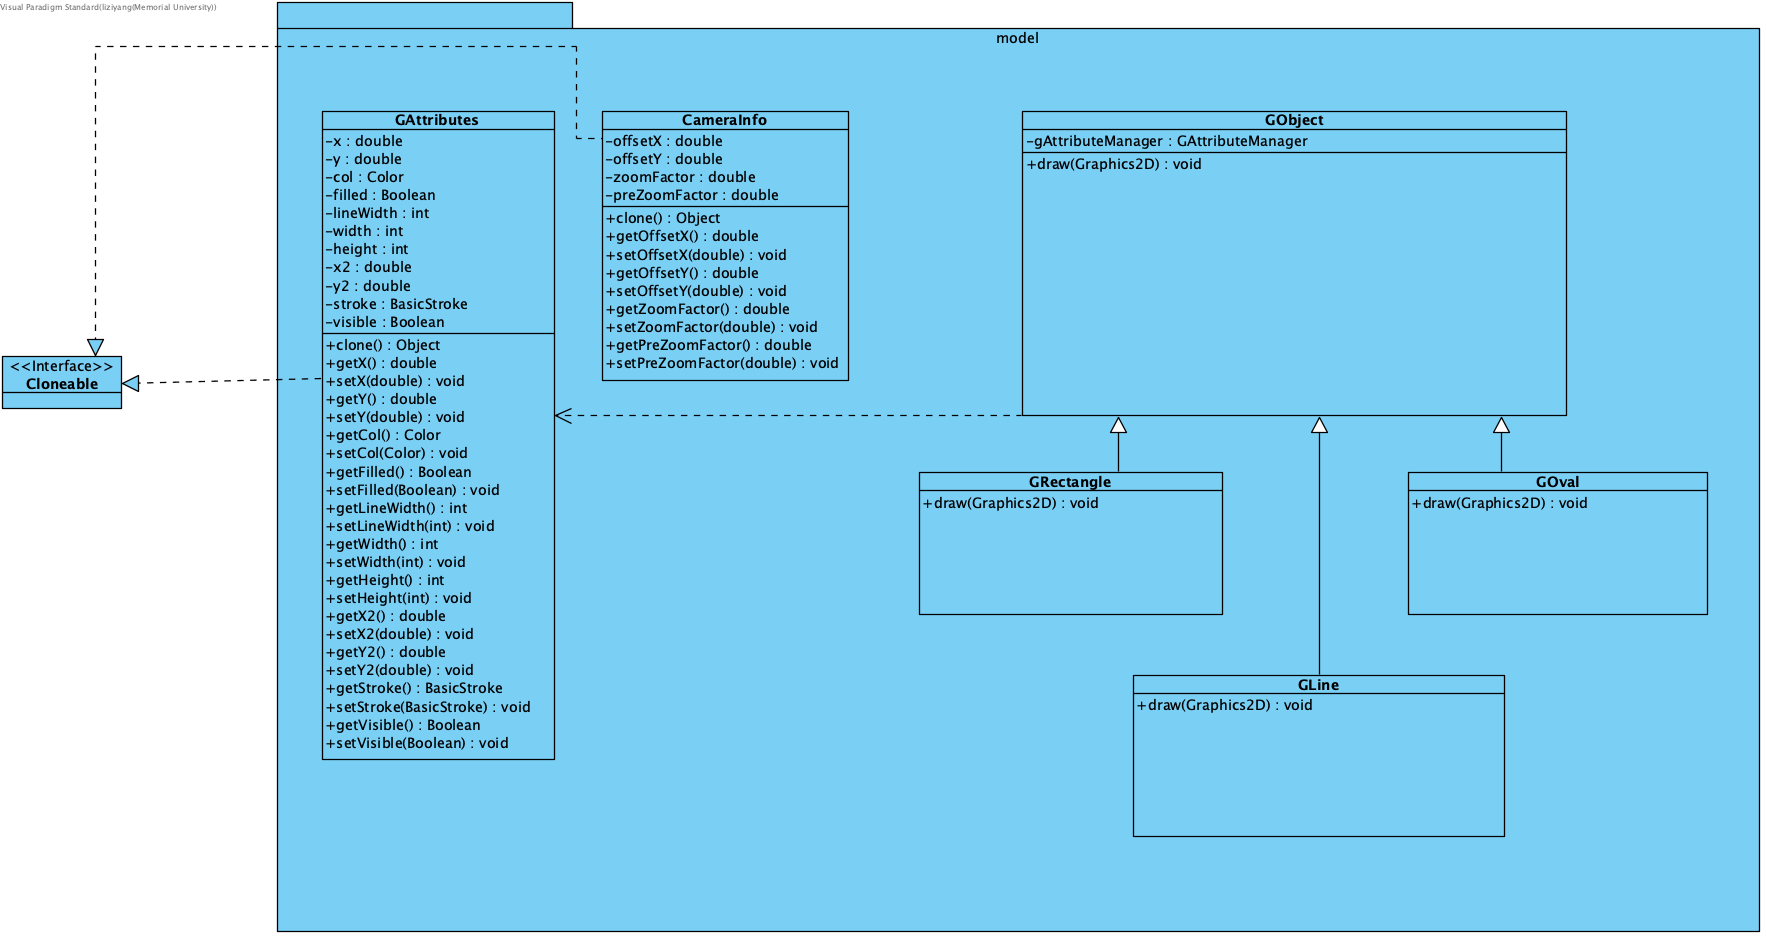 Visual Paradigm Standard(liziyang(Memorial University))
model
<<Interface>>
Cloneable
GAttributes
-x : double
-y : double
-col : Color
-filled : Boolean
-lineWidth : int
-width : int
-height : int
-x2 : double
-y2 : double
-stroke : BasicStroke
-visible : Boolean
+clone() : Object
+getX() : double
+setX(double) : void
+getY() : double
+setY(double) : void
+getCol() : Color
+setCol(Color) : void
+getFilled() : Boolean
+setFilled(Boolean) : void
+getLineWidth() : int
+setLineWidth(int) : void
+getWidth() : int
+setWidth(int) : void
+getHeight() : int
+setHeight(int) : void
+getX2() : double
+setX2(double) : void
+getY2() : double
+setY2(double) : void
+getStroke() : BasicStroke
+setStroke(BasicStroke) : void
+getVisible() : Boolean
+setVisible(Boolean) : void
CameraInfo
-offsetX : double
-offsetY : double
-zoomFactor : double
-preZoomFactor : double
+clone() : Object
+getOffsetX() : double
+setOffsetX(double) : void
+getOffsetY() : double
+setOffsetY(double) : void
+getZoomFactor() : double
+setZoomFactor(double) : void
+getPreZoomFactor() : double
+setPreZoomFactor(double) : void
GObject
-gAttributeManager : GAttributeManager
+draw(Graphics2D) : void
GRectangle
+draw(Graphics2D) : void
GOval
+draw(Graphics2D) : void
GLine
+draw(Graphics2D) : void